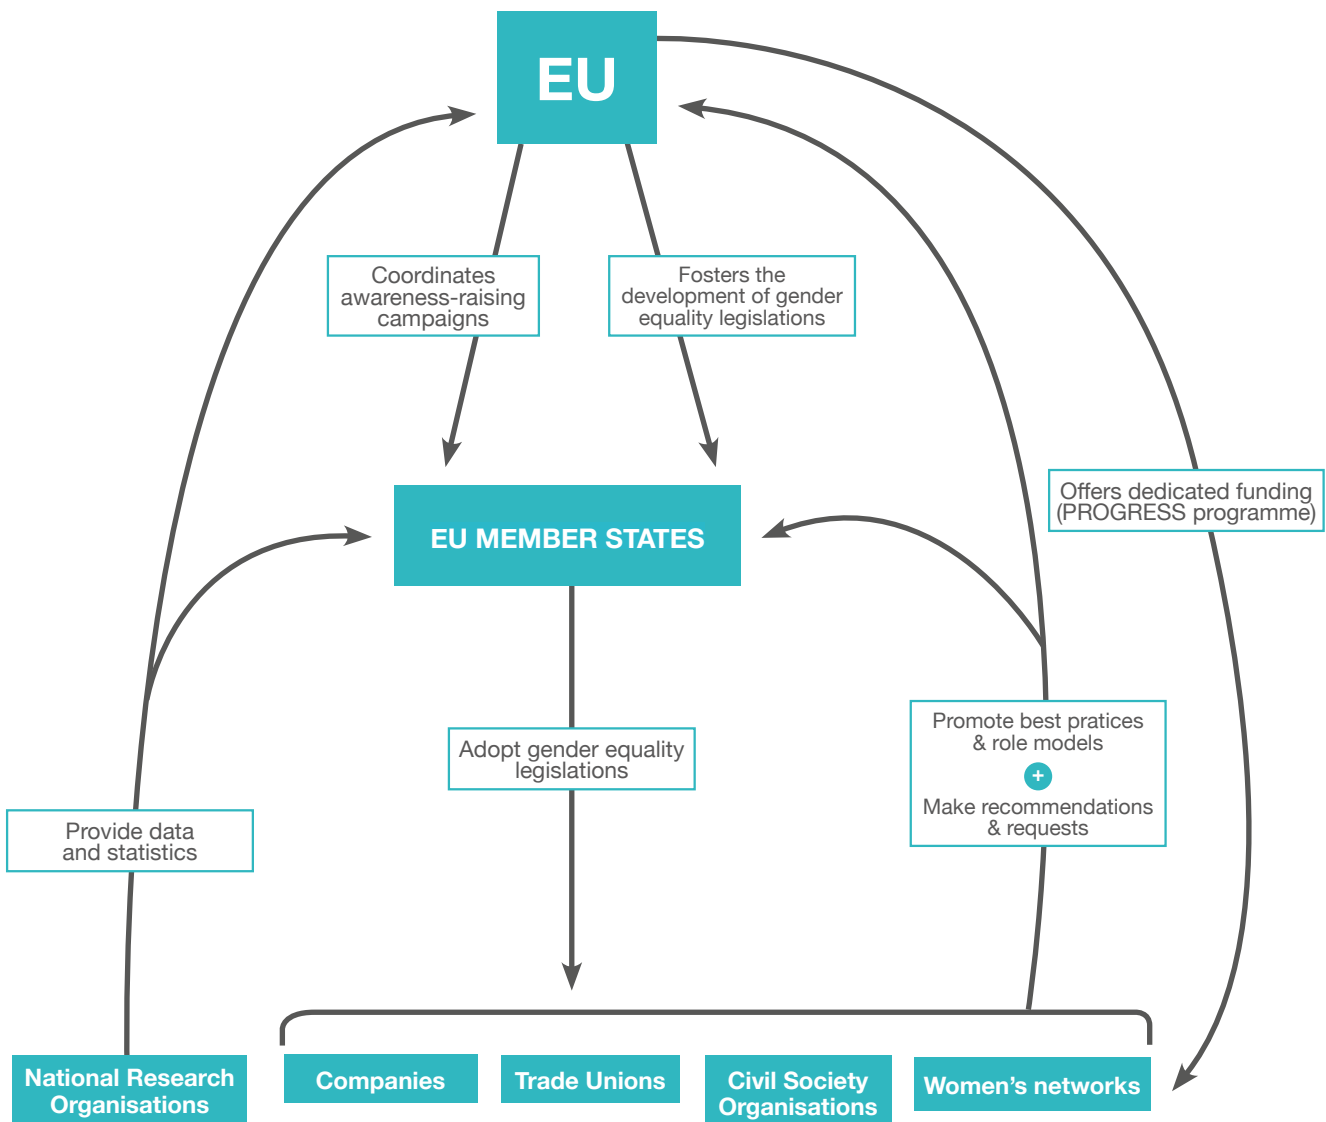 EU
Coordinates
awareness-raising
campaigns
Fosters the
development of gender
equality legislations
Offers dedicated funding
(PROGRESS programme)
EU MEMBER STATES
Promote best pratices
& role models
+
Make recommendations
& requests
Adopt gender equality
legislations
Provide data
and statistics
National Research
Organisations
Companies
Trade Unions
Civil Society
Organisations
Women’s networks